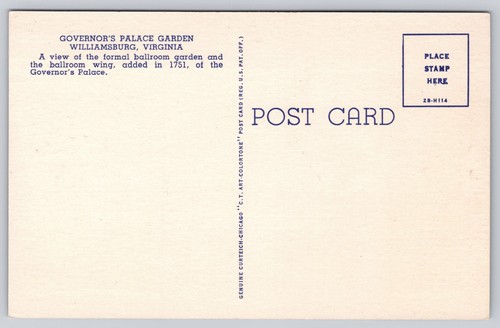 GOVERNOR'S PALACE GARDEN
WILLIAMSBURG, VIRGINIA
A view of the formal ballroom garden and
the ballroom wing, added in 1751, of the
Governor's Palace.
GENUINE CURTEICH-CHICAGO "C.T. ART-COLORTONE" POST CARD (REG. U.S. PAT. OFF.)
POST CARD
PLACE
STAMP
HERE
2B-H114